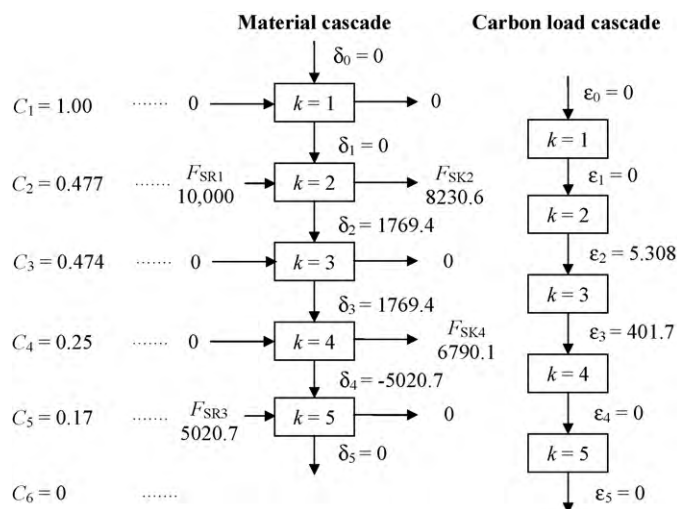 Material cascade
Carbon load cascade
δ0 = 0
ε0 = 0
C1 = 1.00 ...... 0 k = 1 0
k = 1
δ1 = 0
ε1 = 0
C2 = 0.477 ...... FSR1 10,000 k = 2 FSK2 8230.6
k = 2
δ2 = 1769.4
ε2 = 5.308
C3 = 0.474 ...... 0 k = 3 0
k = 3
δ3 = 1769.4
ε3 = 401.7
C4 = 0.25 ...... 0 k = 4 FSK4 6790.1
k = 4
δ4 = -5020.7
ε4 = 0
C5 = 0.17 ...... FSR3 5020.7 k = 5 0
k = 5
δ5 = 0
ε5 = 0
C6 = 0 ......